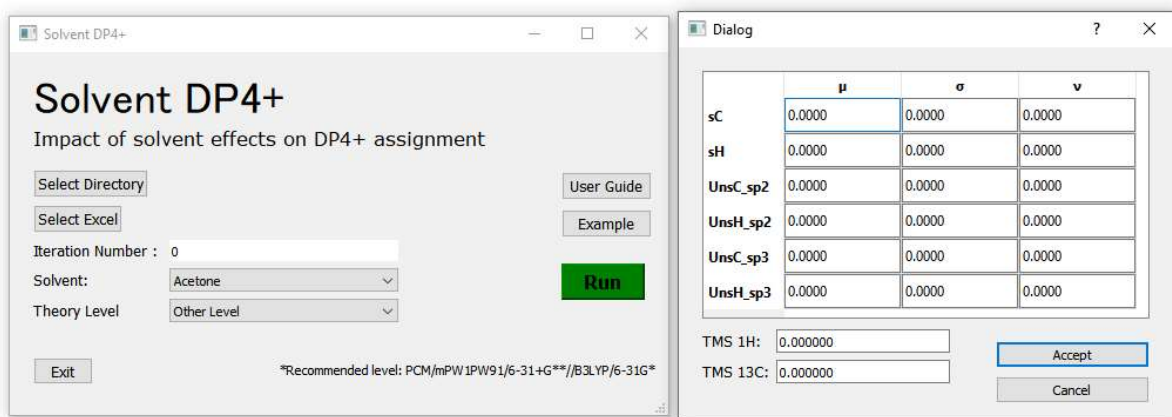 Solvent DP4+
Solvent DP4+
Impact of solvent effects on DP4+ assignment
Select Directory
User Guide
Select Excel
Example
Iteration Number : 0
Solvent: Acetone
Run
Theory Level Other Level
Exit
*Recommended level: PCM/mPW1PW91/6-31+G**//B3LYP/6-31G*
Dialog ?
μ σ ν
sC 0.0000 0.0000 0.0000
sH 0.0000 0.0000 0.0000
UnsC_sp2 0.0000 0.0000 0.0000
UnsH_sp2 0.0000 0.0000 0.0000
UnsC_sp3 0.0000 0.0000 0.0000
UnsH_sp3 0.0000 0.0000 0.0000
TMS 1H: 0.000000
Accept
TMS 13C: 0.000000
Cancel